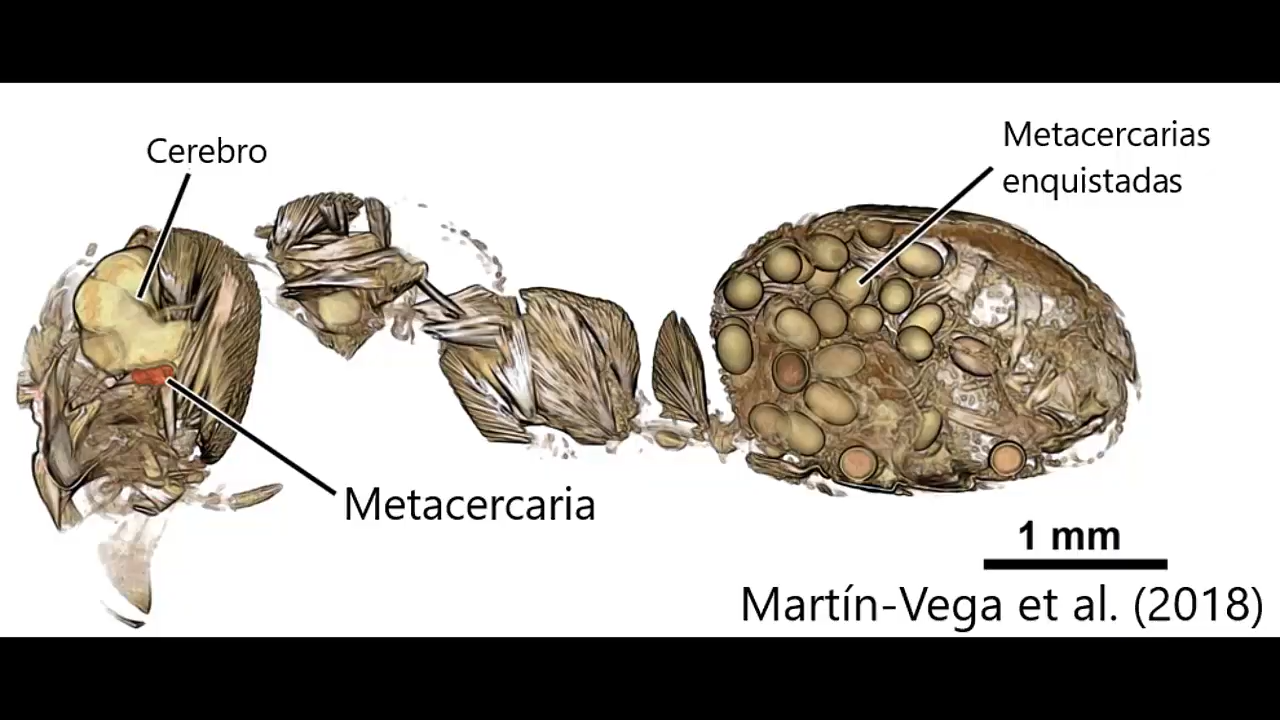 Cerebro
Metacercarias
enquistadas
Metacercaria
1 mm
Martín-Vega et al. (2018)